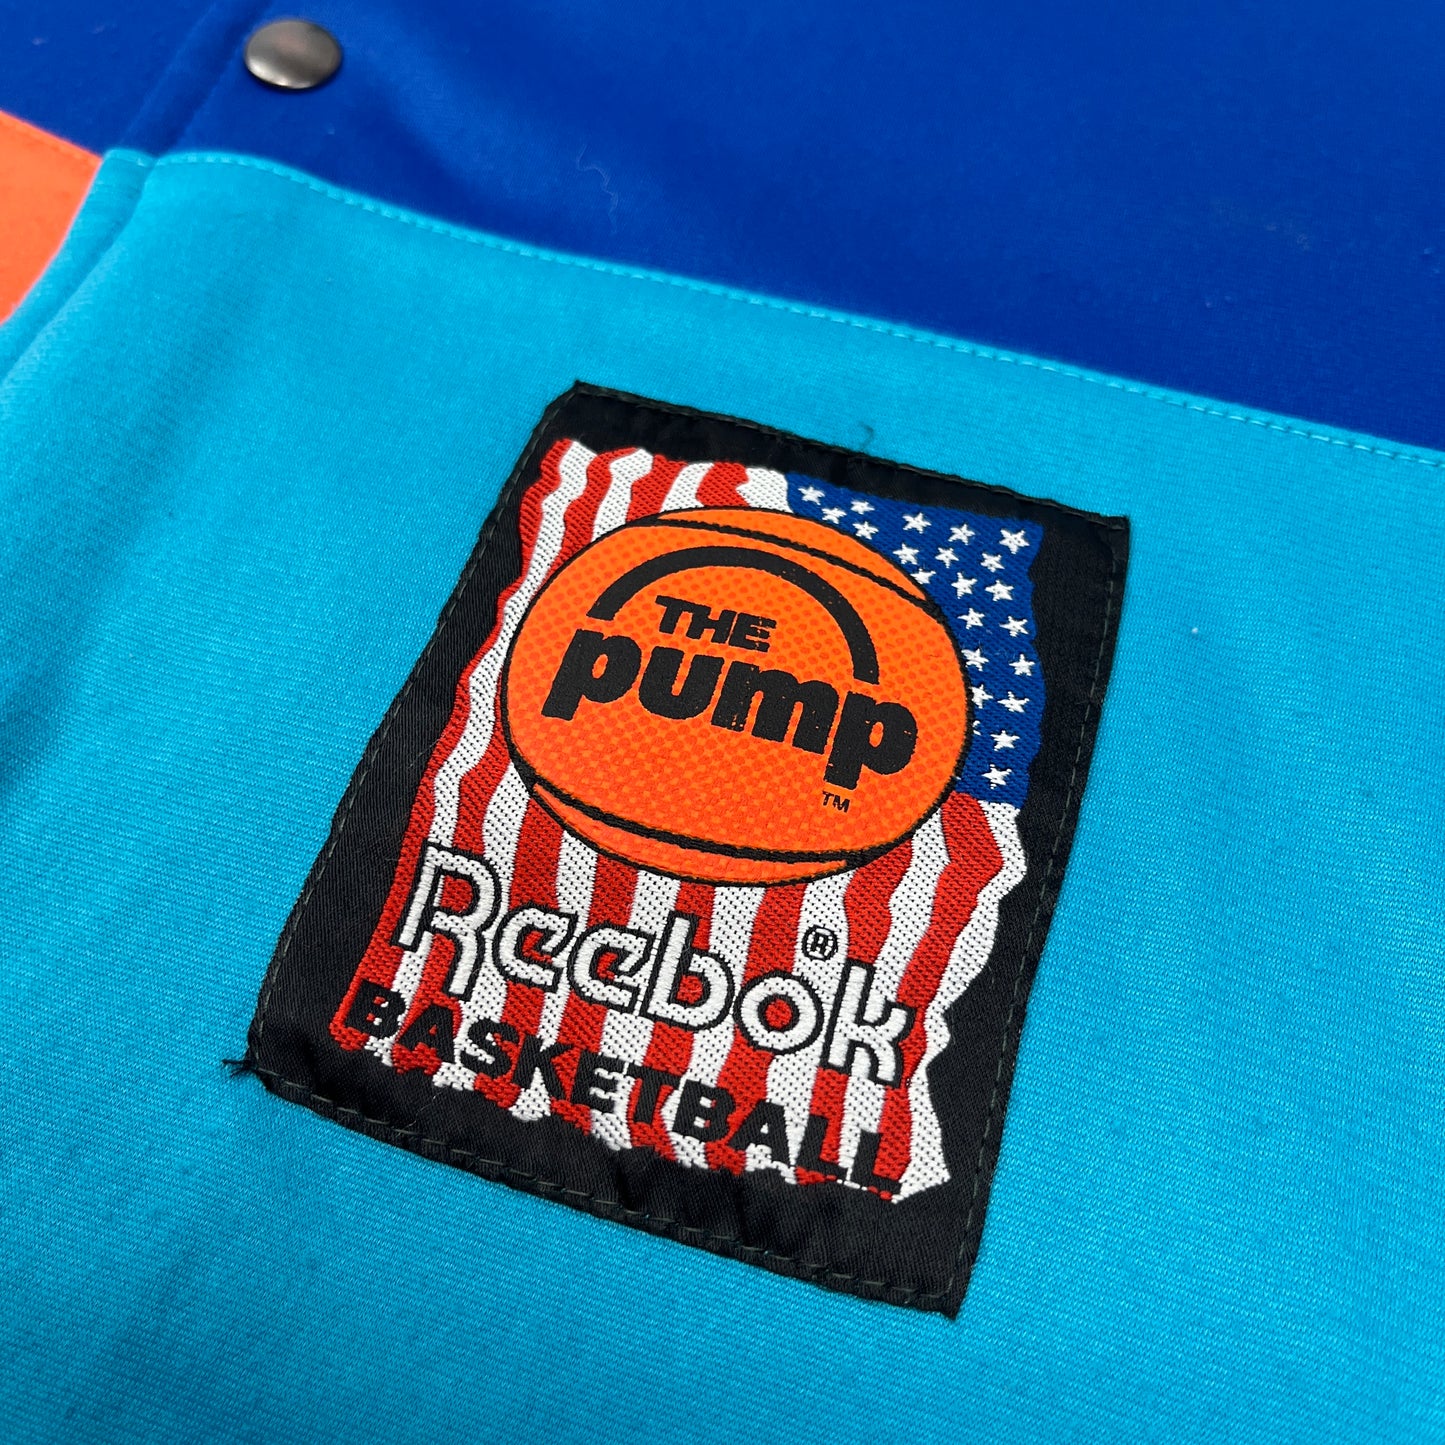 THE
pump
TM
Reebok®
BASKETBALL